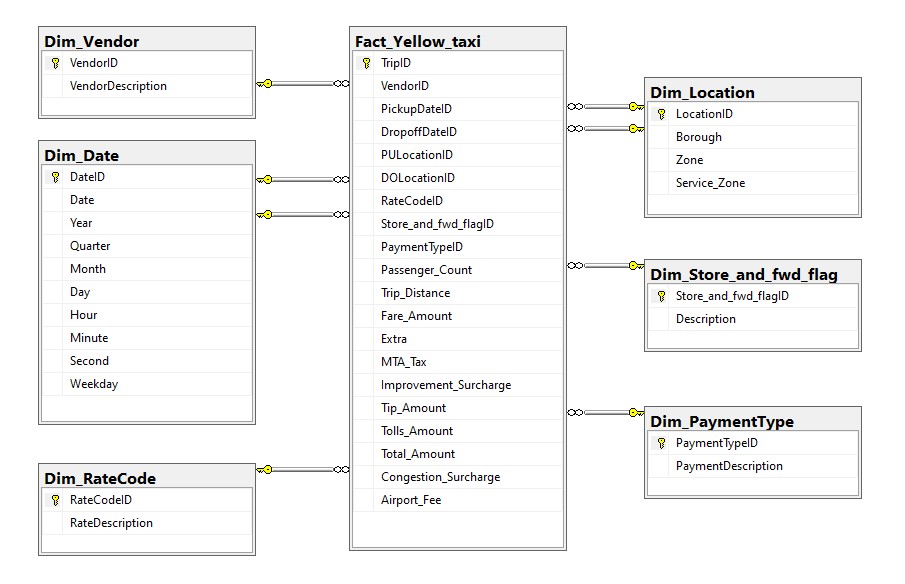 Dim_Vendor
VendorID
VendorDescription
Dim_Date
DateID
Date
Year
Quarter
Month
Day
Hour
Minute
Second
Weekday
Dim_RateCode
RateCodeID
RateDescription
Fact_Yellow_taxi
TripID
VendorID
PickupDateID
DropoffDateID
PULocationID
DOLocationID
RateCodeID
Store_and_fwd_flagID
PaymentTypeID
Passenger_Count
Trip_Distance
Fare_Amount
Extra
MTA_Tax
Improvement_Surcharge
Tip_Amount
Tolls_Amount
Total_Amount
Congestion_Surcharge
Airport_Fee
Dim_Location
LocationID
Borough
Zone
Service_Zone
Dim_Store_and_fwd_flag
Store_and_fwd_flagID
Description
Dim_PaymentType
PaymentTypeID
PaymentDescription